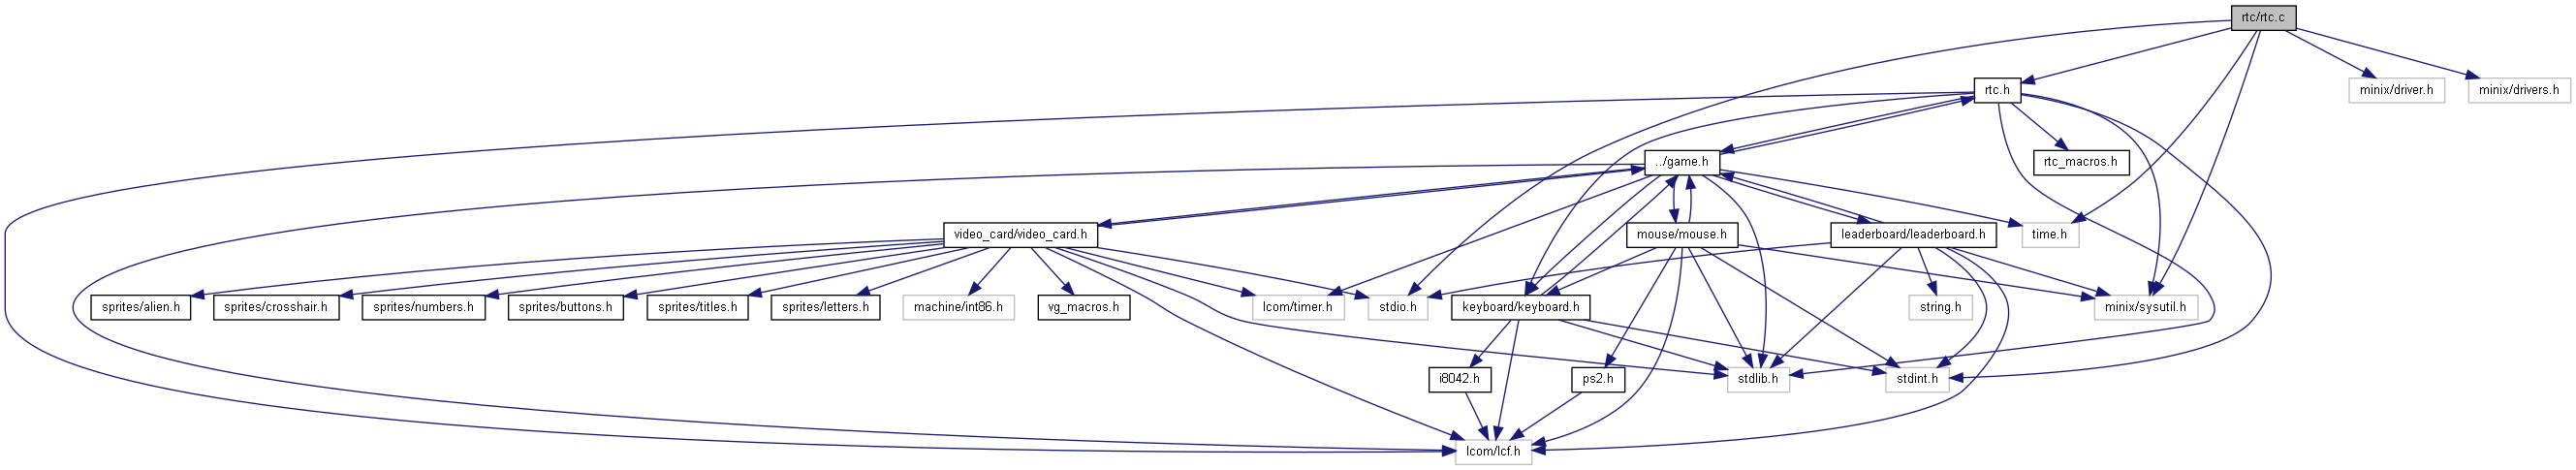 rtc/rtc.c
rtc.h
minix/driver.h
minix/drivers.h
../game.h
rtc_macros.h
video_card/video_card.h
mouse/mouse.h
leaderboard/leaderboard.h
time.h
sprites/alien.h
sprites/crosshair.h
sprites/numbers.h
sprites/buttons.h
sprites/titles.h
sprites/letters.h
machine/int86.h
vg_macros.h
lcom/timer.h
stdio.h
keyboard/keyboard.h
string.h
minix/sysutil.h
i8042.h
ps2.h
stdlib.h
stdint.h
lcom/lcf.h